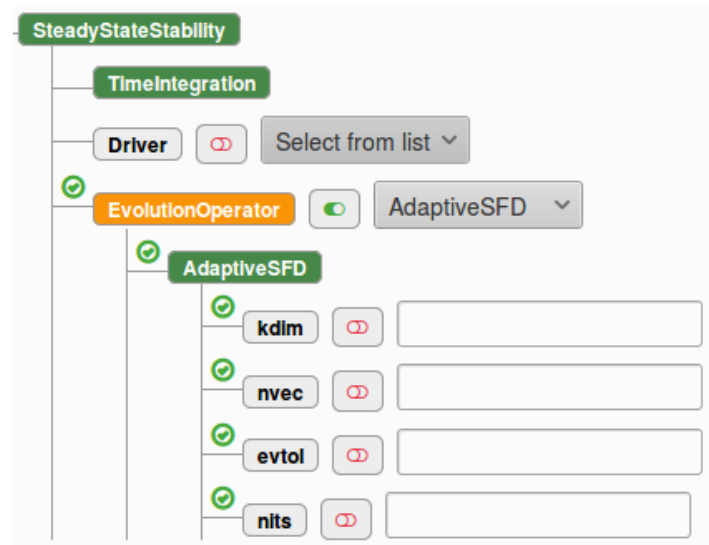 SteadyStateStability
TimeIntegration
Driver Select from list
EvolutionOperator AdaptiveSFD
AdaptiveSFD
kdim
nvec
evtol
nits